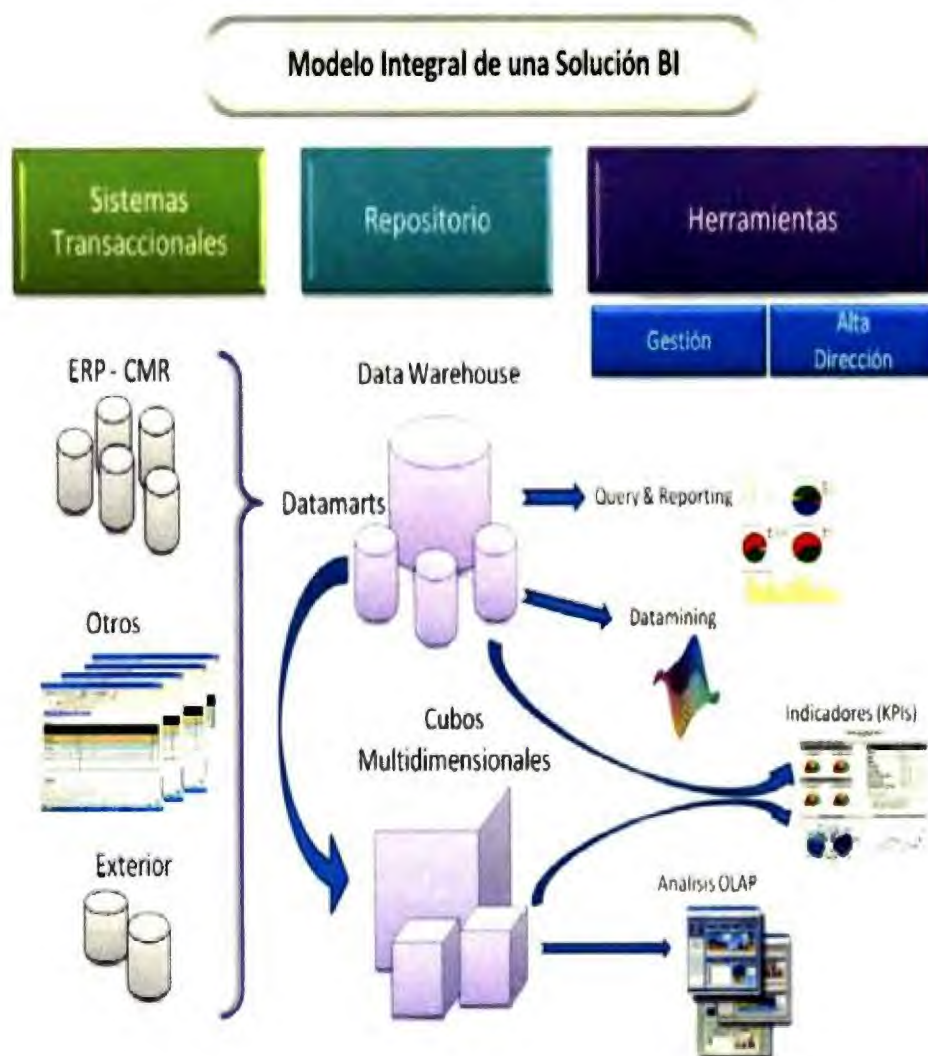 Modelo Integral de una Solución BI
Sistemas
Transaccionales
Repositorio
Herramientas
Gestión
Alta
Dirección
ERP - CMR
Data Warehouse
Datamarts
Query & Reporting
Datamining
Otros
Cubos
Multidimensionales
Indicadores (KPIs)
Exterior
Análisis OLAP